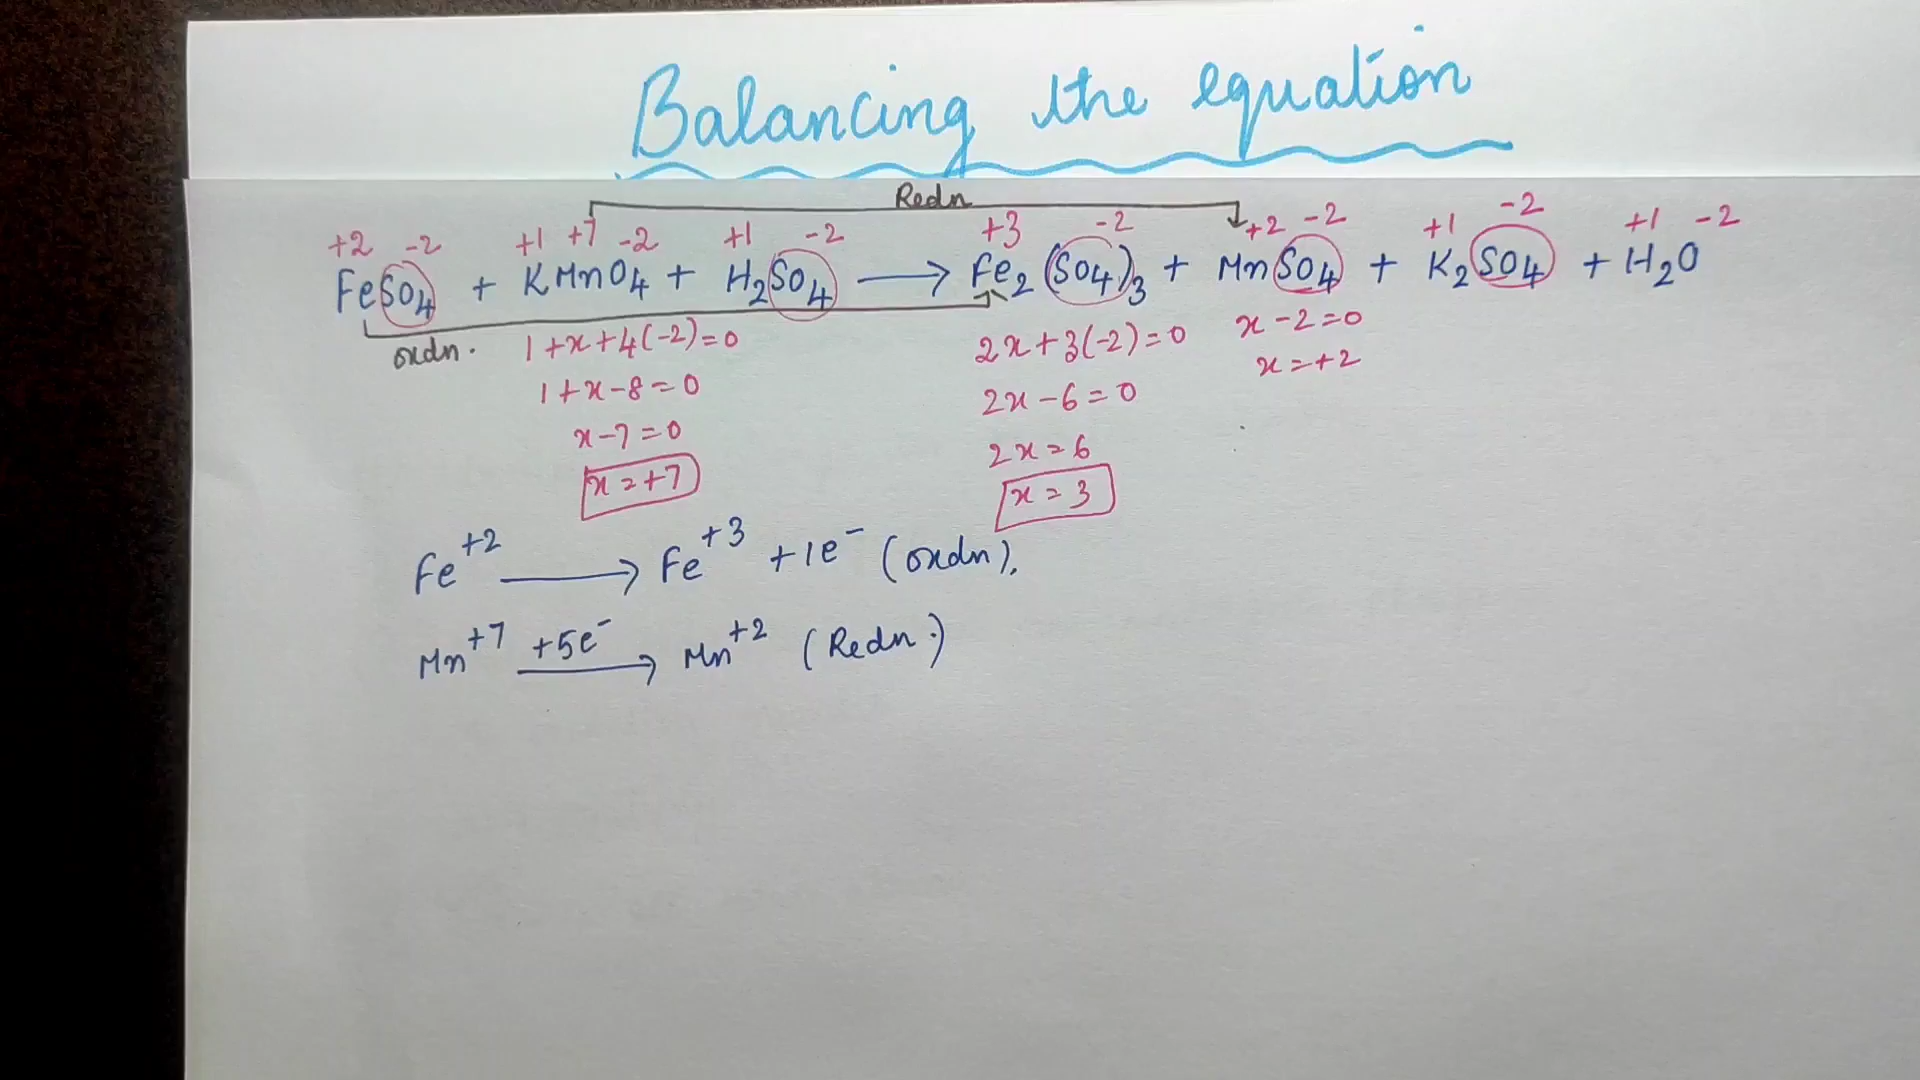 Balancing the equation
Redn
+2 -2 +1 +7 -2 +1 -2 +3 -2 +2 -2 +1 -2 +1 -2
FeSO4 + KMnO4 + H2SO4 → Fe2(SO4)3 + MnSO4 + K2SO4 + H2O
oxdn. 1+x+4(-2)=0 2x+3(-2)=0 x-2=0
1+x-8=0 2x-6=0 x=+2
x-7=0 2x=6
x=+7 x=3
Fe+2 → Fe+3 +1e- (oxdn).
Mn+7 +5e- → Mn+2 (Redn.)